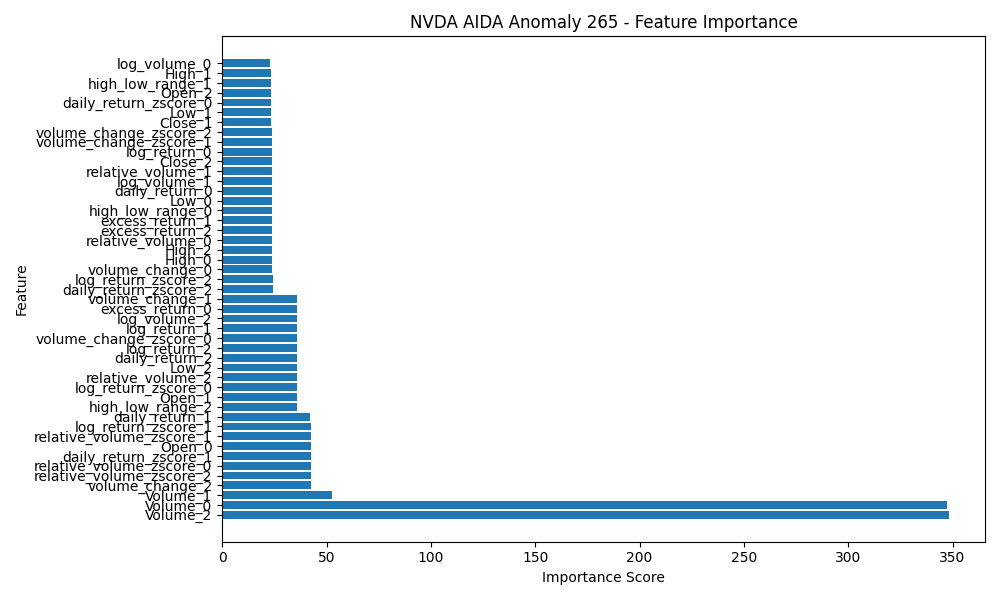 NVDA AIDA Anomaly 265 - Feature Importance
log_volume_0
High_1
high_low_range_1
Open_2
daily_return_zscore_0
Low_1
Close_1
volume_change_zscore_2
volume_change_zscore_1
log_return_0
Close_2
relative_volume_1
log_volume_1
daily_return_0
Low_0
high_low_range_0
excess_return_1
excess_return_2
relative_volume_0
High_2
High_0
volume_change_0
log_return_zscore_2
daily_return_zscore_2
volume_change_1
excess_return_0
log_volume_2
log_return_1
volume_change_zscore_0
log_return_2
daily_return_2
Low_2
relative_volume_2
log_return_zscore_0
Open_1
high_low_range_2
daily_return_1
log_return_zscore_1
relative_volume_zscore_1
Open_0
daily_return_zscore_1
relative_volume_zscore_0
relative_volume_zscore_2
volume_change_2
Volume_1
Volume_0
Volume_2
Feature
0 50 100 150 200 250 300 350
Importance Score